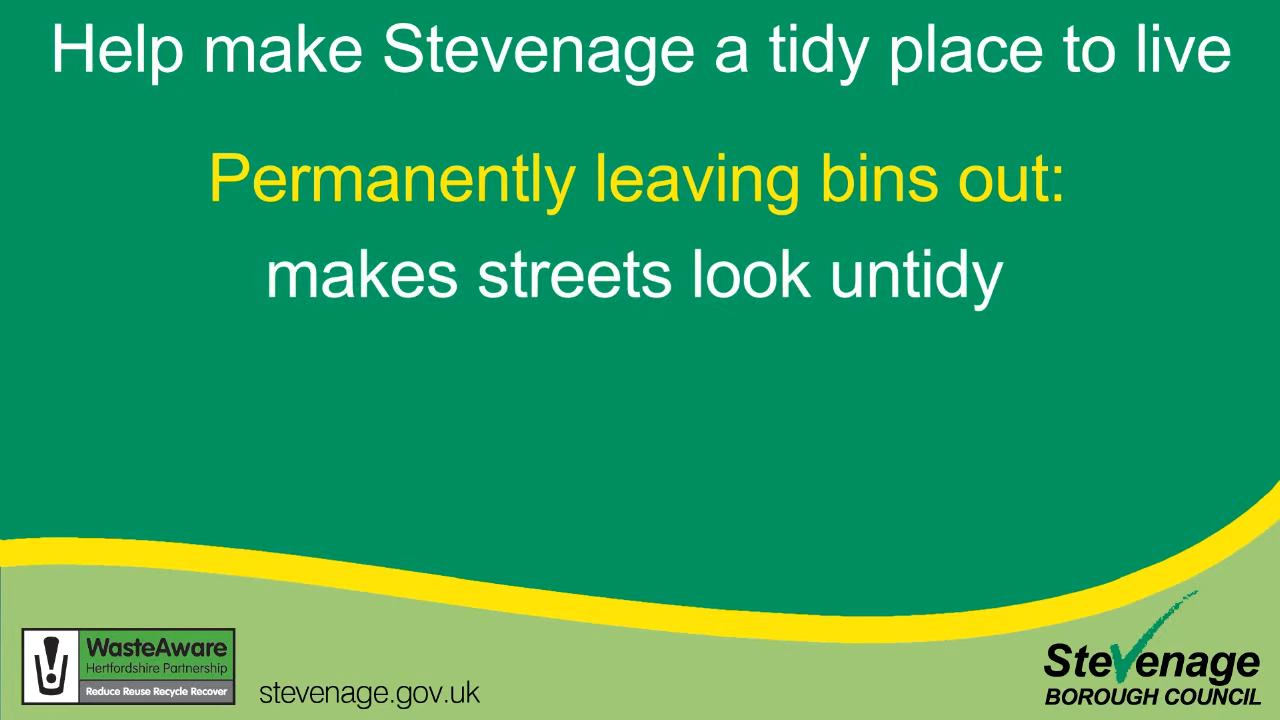 Help make Stevenage a tidy place to live
Permanently leaving bins out:
makes streets look untidy
WasteAware
Hertfordshire Partnership
Reduce Reuse Recycle Recover
stevenage.gov.uk
Stevenage
BOROUGH COUNCIL